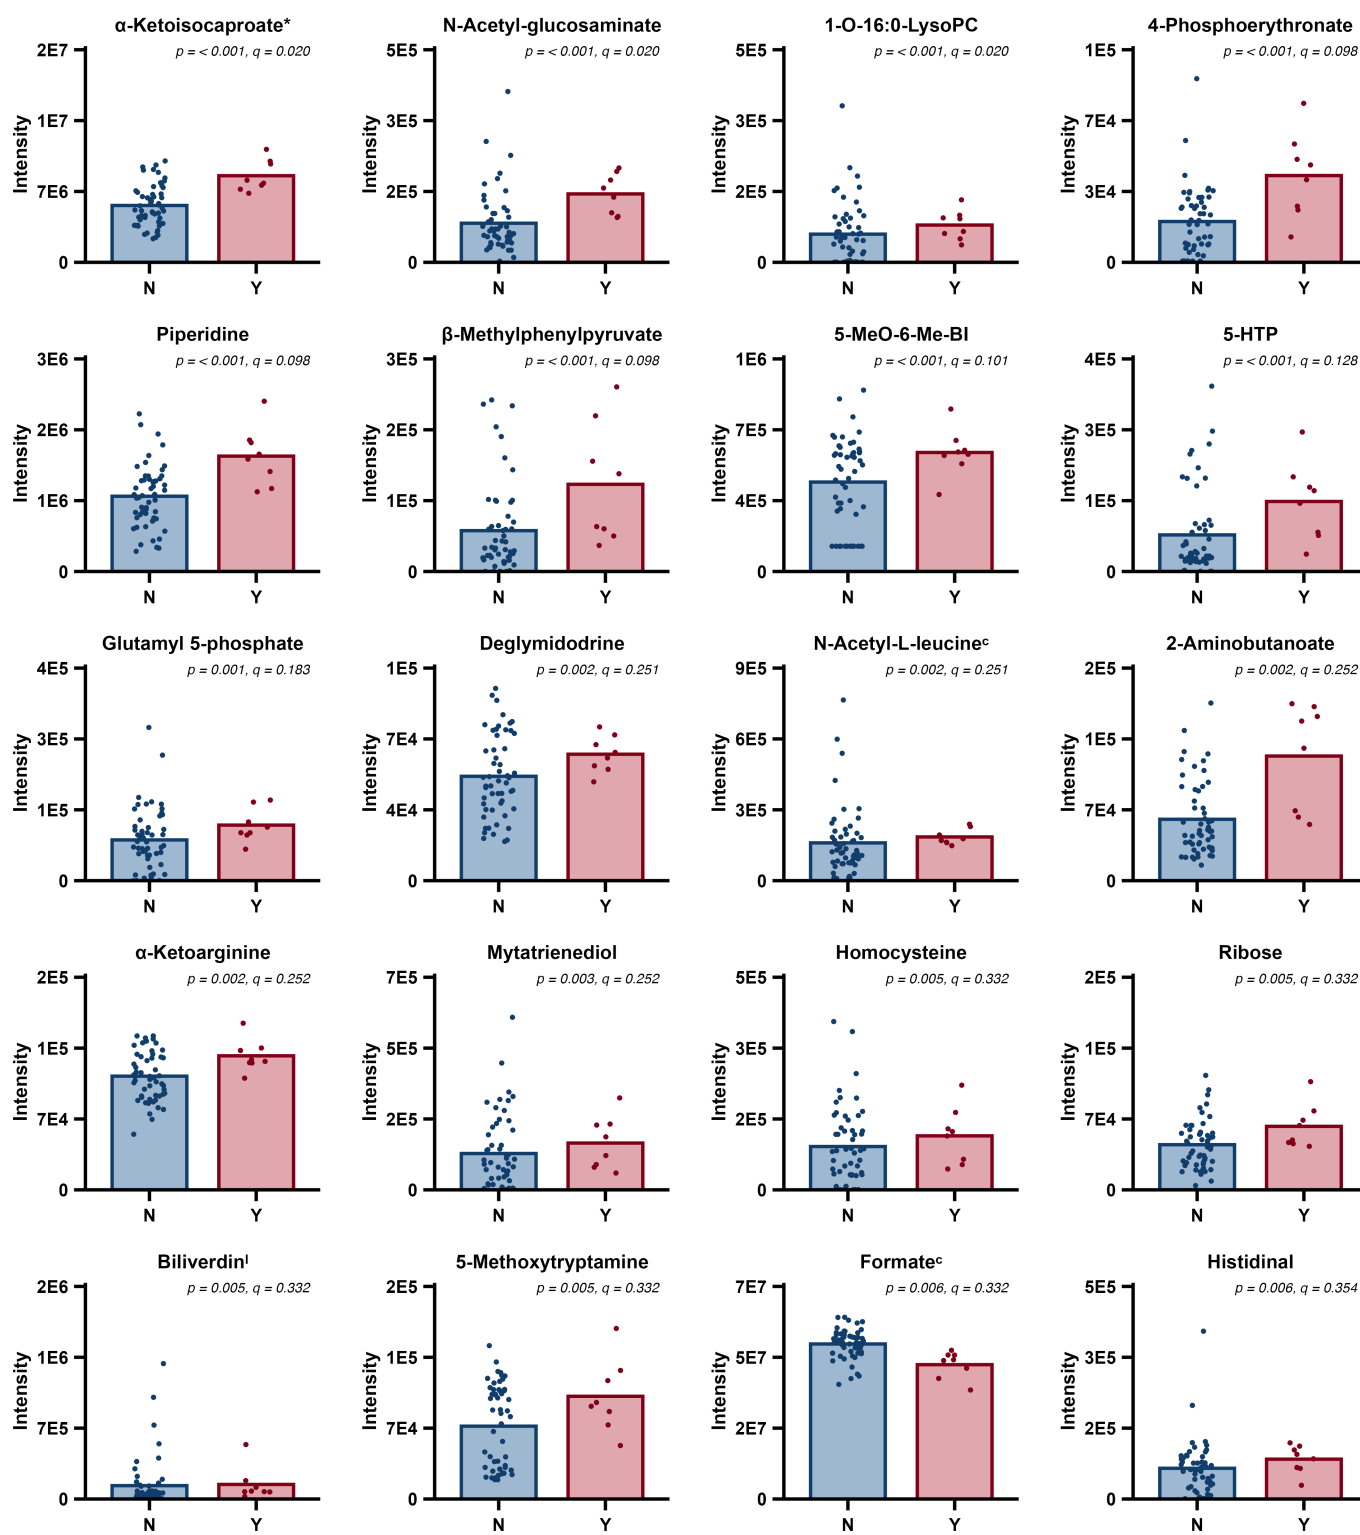 α-Ketoisocaproate*
p = < 0.001, q = 0.020
2E7
1E7
7E6
0
Intensity
N Y
N-Acetyl-glucosaminate
p = < 0.001, q = 0.020
5E5
3E5
2E5
0
Intensity
N Y
1-O-16:0-LysoPC
p = < 0.001, q = 0.020
5E5
3E5
2E5
0
Intensity
N Y
4-Phosphoerythronate
p = < 0.001, q = 0.098
1E5
7E4
3E4
0
Intensity
N Y
Piperidine
p = < 0.001, q = 0.098
3E6
2E6
1E6
0
Intensity
N Y
β-Methylphenylpyruvate
p = < 0.001, q = 0.098
3E5
2E5
1E5
0
Intensity
N Y
5-MeO-6-Me-BI
p = < 0.001, q = 0.101
1E6
7E5
4E5
0
Intensity
N Y
5-HTP
p = < 0.001, q = 0.128
4E5
3E5
1E5
0
Intensity
N Y
Glutamyl 5-phosphate
p = 0.001, q = 0.183
4E5
3E5
1E5
0
Intensity
N Y
Deglymidodrine
p = 0.002, q = 0.251
1E5
7E4
4E4
0
Intensity
N Y
N-Acetyl-L-leucineᶜ
p = 0.002, q = 0.251
9E5
6E5
3E5
0
Intensity
N Y
2-Aminobutanoate
p = 0.002, q = 0.252
2E5
1E5
7E4
0
Intensity
N Y
α-Ketoarginine
p = 0.002, q = 0.252
2E5
1E5
7E4
0
Intensity
N Y
Mytatrienediol
p = 0.003, q = 0.252
7E5
5E5
2E5
0
Intensity
N Y
Homocysteine
p = 0.005, q = 0.332
5E5
3E5
2E5
0
Intensity
N Y
Ribose
p = 0.005, q = 0.332
2E5
1E5
7E4
0
Intensity
N Y
Biliverdinˡ
p = 0.005, q = 0.332
2E6
1E6
7E5
0
Intensity
N Y
5-Methoxytryptamine
p = 0.005, q = 0.332
2E5
1E5
7E4
0
Intensity
N Y
Formateᶜ
p = 0.006, q = 0.332
7E7
5E7
2E7
0
Intensity
N Y
Histidinal
p = 0.006, q = 0.354
5E5
3E5
2E5
0
Intensity
N Y